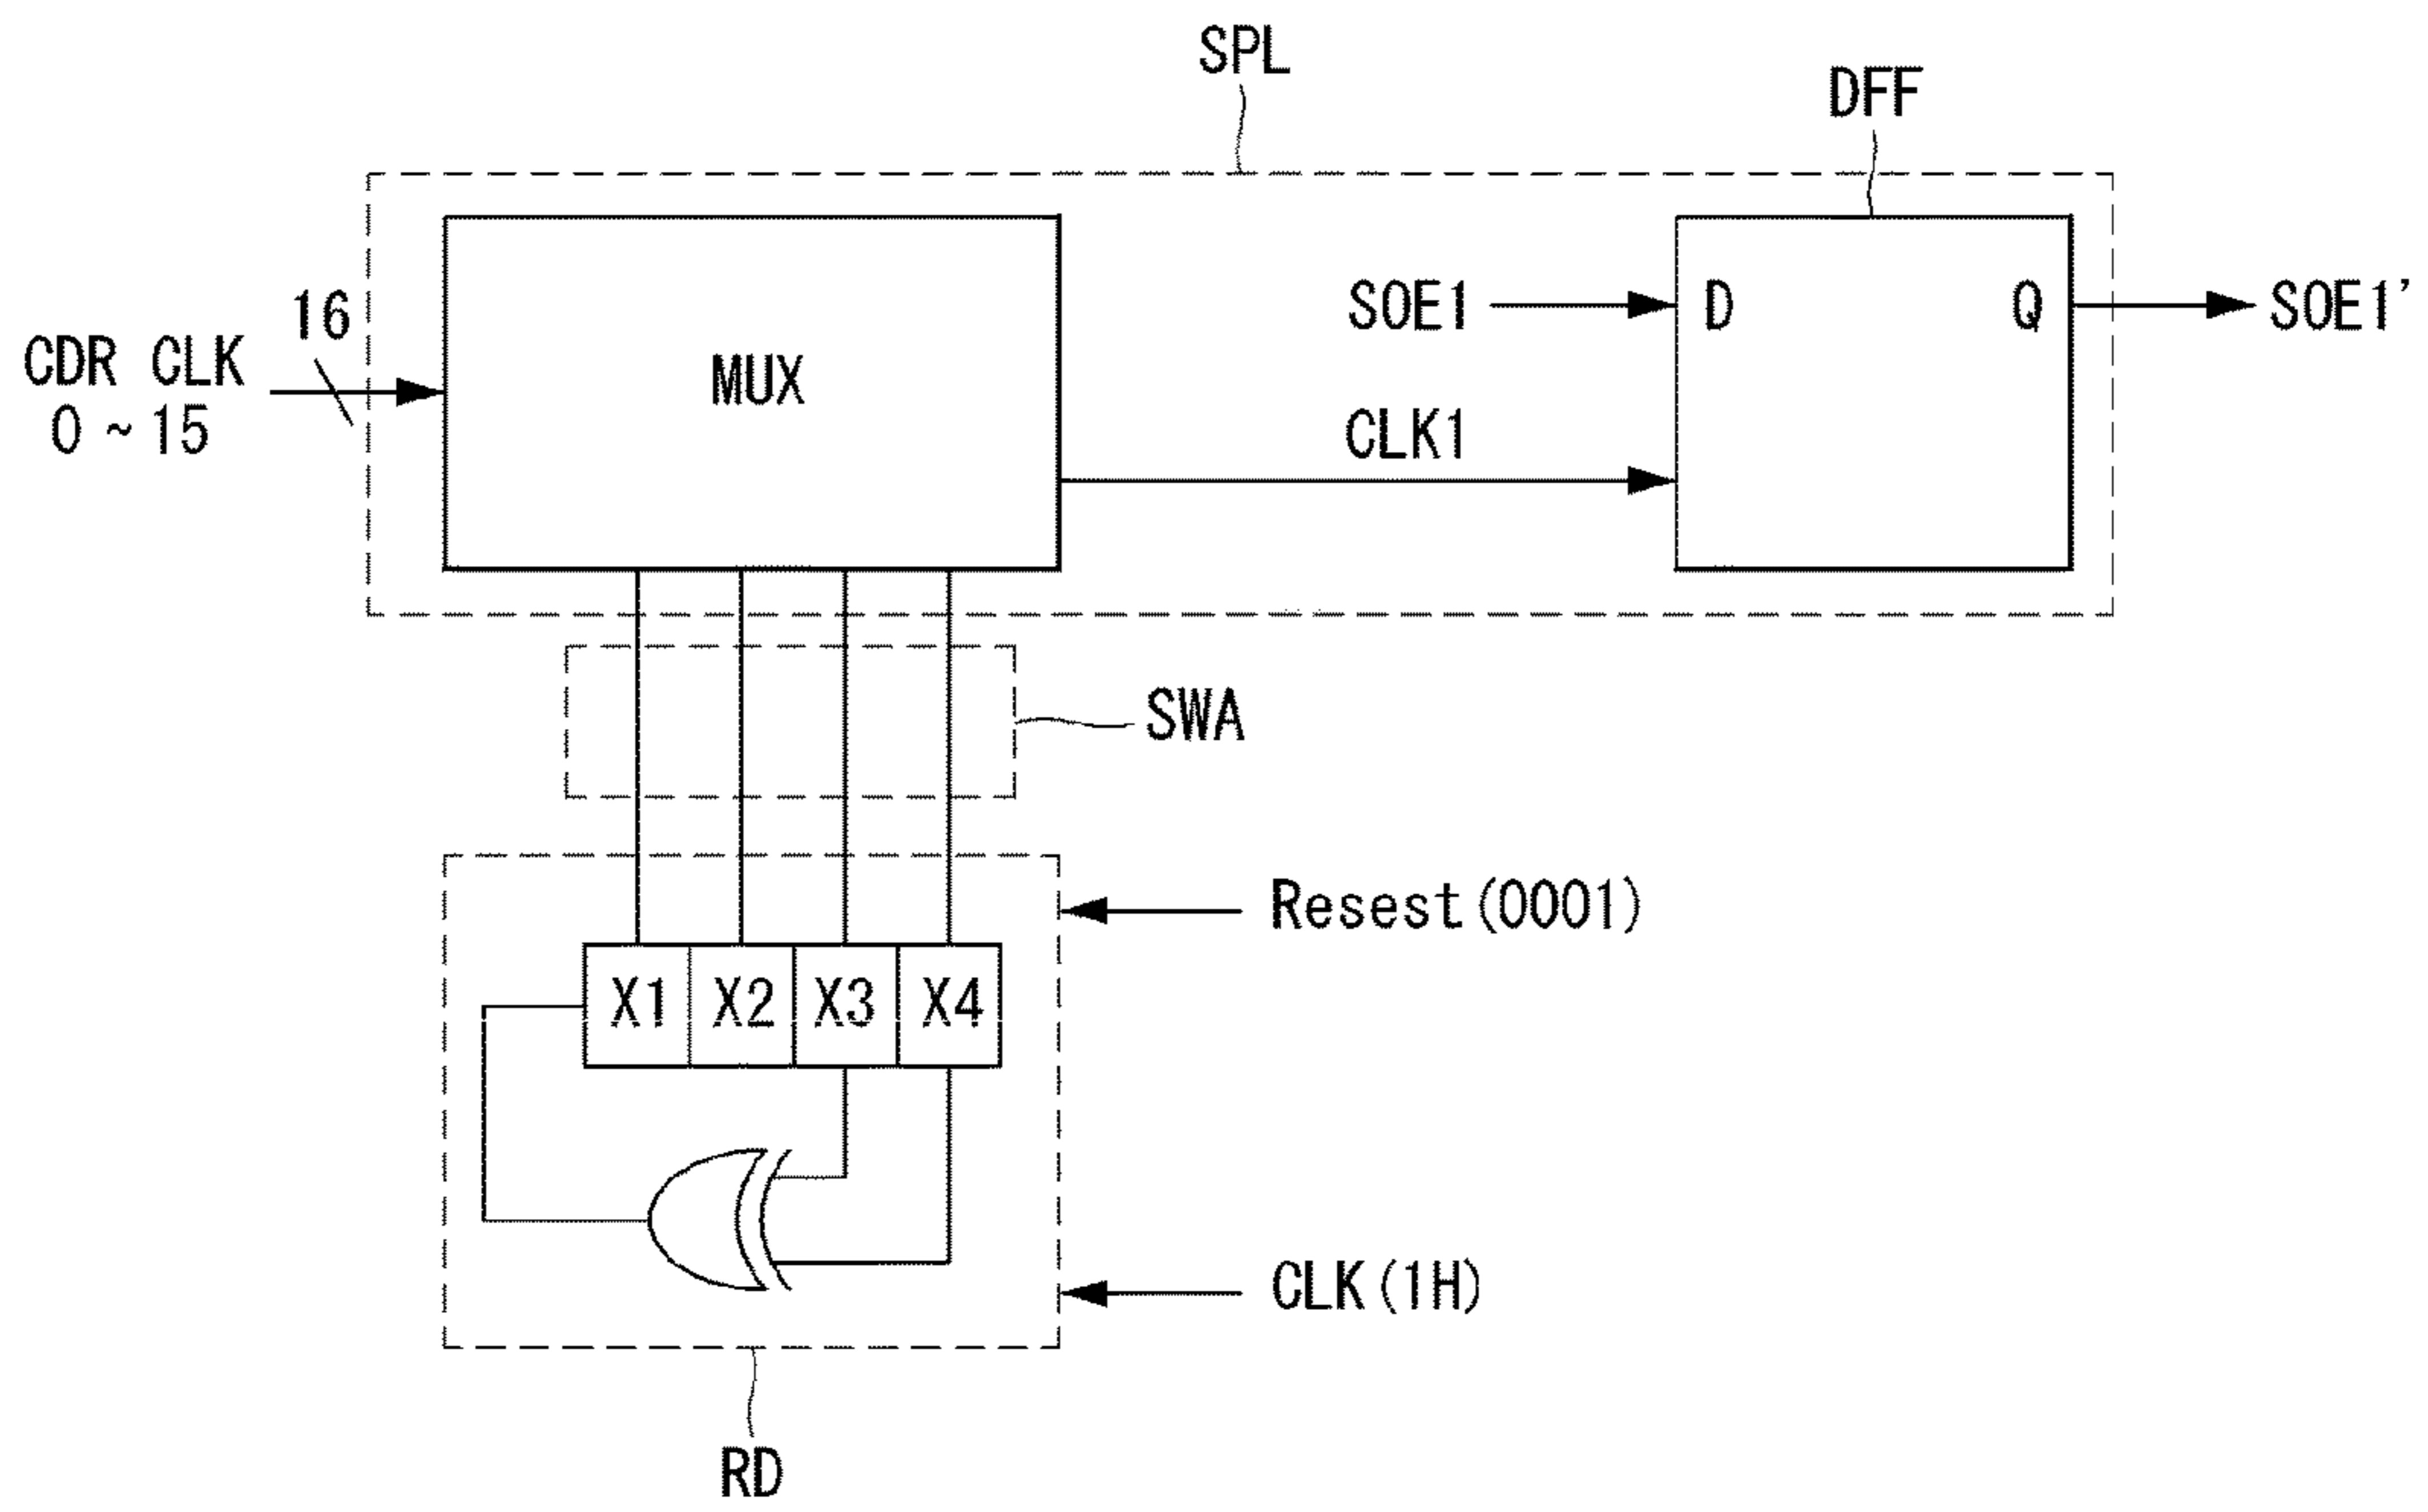 SPL
DFF
16
CDR CLK
0 ~ 15
MUX
SOE1
D
Q
SOE1'
CLK1
SWA
Resest(0001)
X1 X2 X3 X4
CLK(1H)
RD